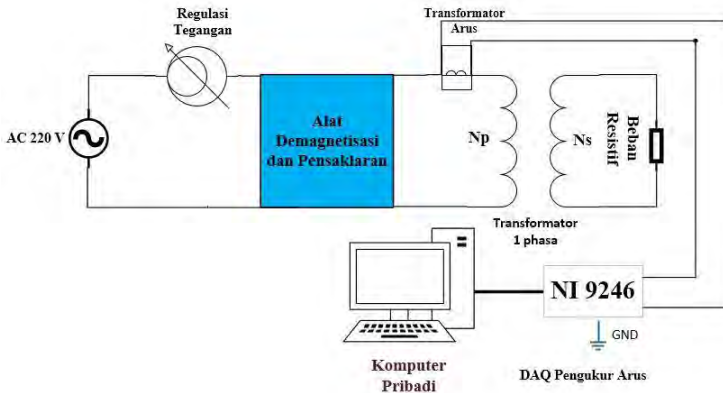 Regulasi
Tegangan
Transformator
Arus
AC 220 V
Alat
Demagnetisasi
dan Pensaklaran
Np
Ns
Beban
Resistif
Transformator
1 phasa
NI 9246
GND
Komputer
Pribadi
DAQ Pengukur Arus